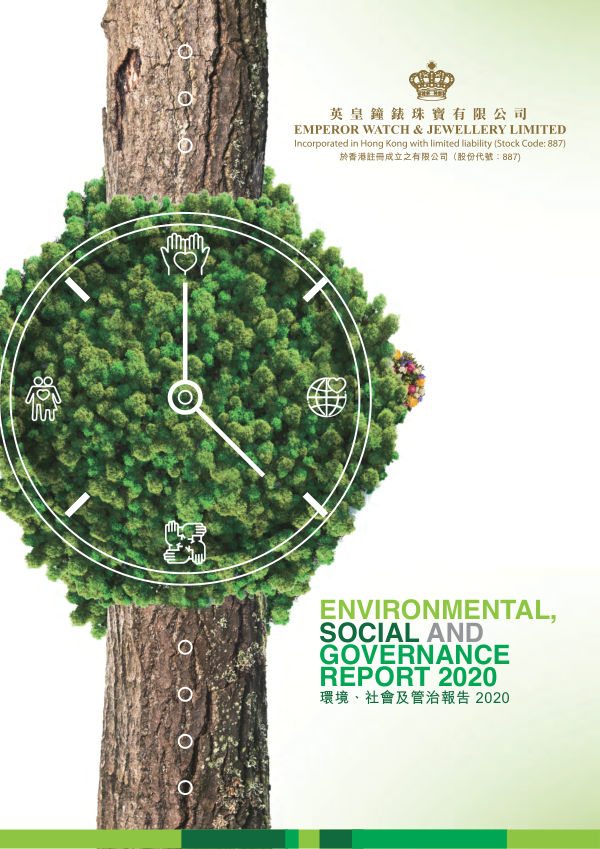 英皇鐘錶珠寶有限公司
EMPEROR WATCH & JEWELLERY LIMITED
Incorporated in Hong Kong with limited liability (Stock Code: 887)
於香港註冊成立之有限公司（股份代號：887)
ENVIRONMENTAL,
SOCIAL AND
GOVERNANCE
REPORT 2020
環境、社會及管治報告 2020